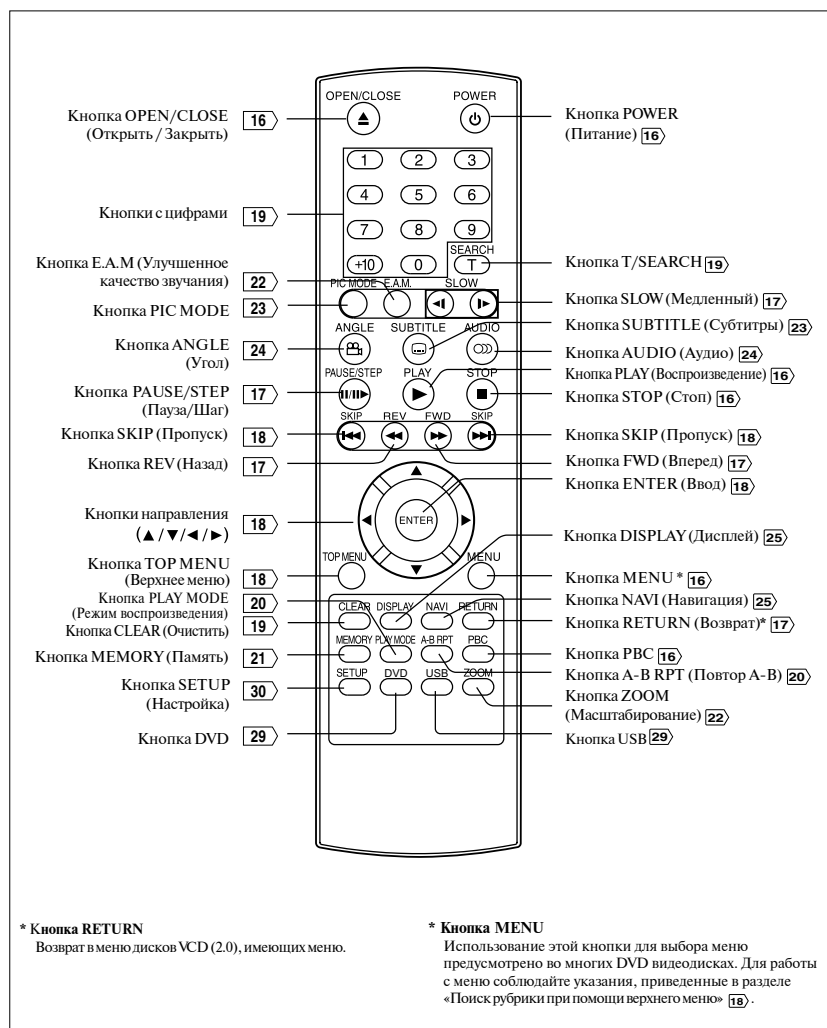 OPEN/CLOSE
POWER
Кнопка OPEN/CLOSE
(Открыть / Закрыть)
16
Кнопка POWER
(Питание) 16
1 2 3
4 5 6
7 8 9
+10 0 T
SEARCH
Кнопки с цифрами 19
Кнопка E.A.M (Улучшенное
качество звучания) 22
Кнопка T/SEARCH 19
PIC MODE E.A.M. SLOW
Кнопка PIC MODE 23
Кнопка SLOW (Медленный) 17
Кнопка SUBTITLE (Субтитры) 23
ANGLE SUBTITLE AUDIO
Кнопка ANGLE
(Угол) 24
Кнопка AUDIO (Аудио) 24
Кнопка PLAY (Воспроизведение) 16
PAUSE/STEP PLAY STOP
Кнопка PAUSE/STEP
(Пауза/Шаг) 17
Кнопка STOP (Стоп) 16
SKIP REV FWD SKIP
Кнопка SKIP (Пропуск) 18
Кнопка SKIP (Пропуск) 18
Кнопка REV (Назад) 17
Кнопка FWD (Вперед) 17
Кнопка ENTER (Ввод) 18
Кнопки направления
(▲/▼/◄/►) 18
ENTER
Кнопка DISPLAY (Дисплей) 25
TOP MENU MENU
Кнопка TOP MENU
(Верхнее меню) 18
Кнопка MENU * 16
Кнопка PLAY MODE
(Режим воспроизведения) 20
Кнопка NAVI (Навигация) 25
CLEAR DISPLAY NAVI RETURN
Кнопка CLEAR (Очистить) 19
Кнопка RETURN (Возврат)* 17
MEMORY PLAY MODE A-B RPT PBC
Кнопка MEMORY (Память) 21
Кнопка PBC 16
Кнопка A-B RPT (Повтор A-B) 20
SETUP DVD USB ZOOM
Кнопка SETUP
(Настройка) 30
Кнопка ZOOM
(Масштабирование) 22
Кнопка DVD 29
Кнопка USB 29
* Кнопка RETURN
Возврат в меню дисков VCD (2.0), имеющих меню.
* Кнопка MENU
Использование этой кнопки для выбора меню
предусмотрено во многих DVD видеодисках. Для работы
с меню соблюдайте указания, приведенные в разделе
«Поиск рубрики при помощи верхнего меню» 18 .